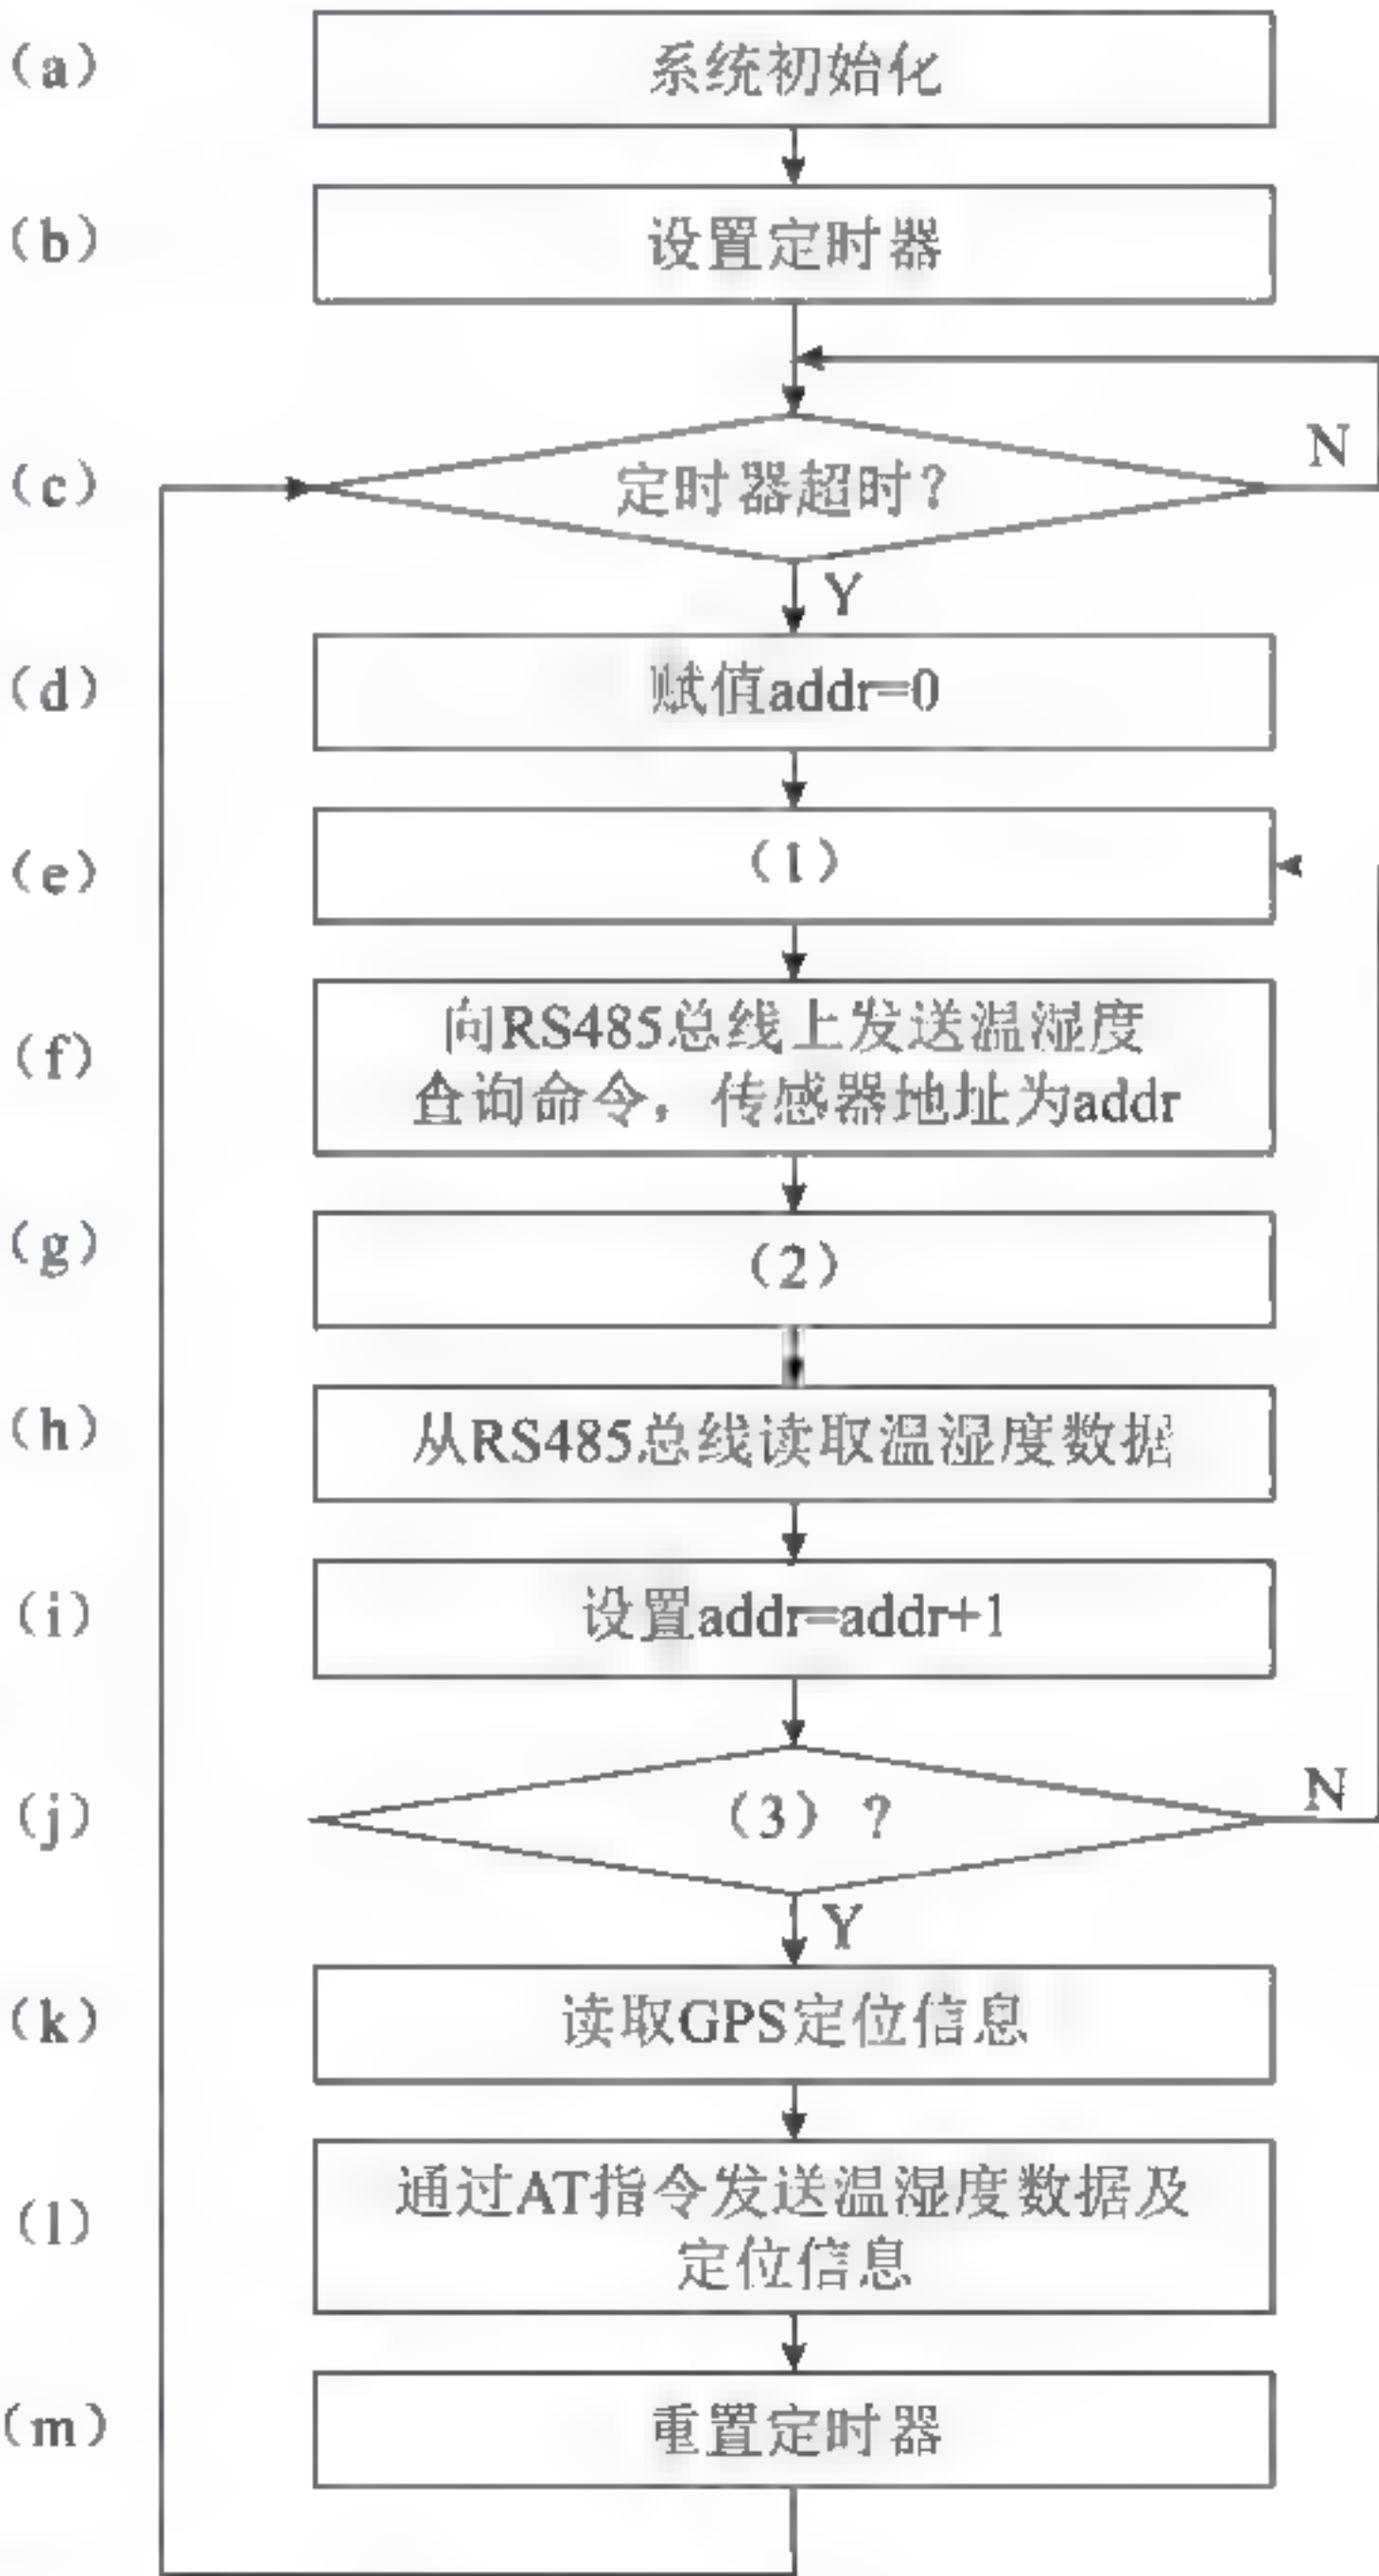 (a) 系统初始化
(b) 设置定时器
N
(c) 定时器超时?
Y
(d) 赋值addr=0
(e) (1)
(f) 向RS485总线上发送温湿度
查询命令，传感器地址为addr
(g) (2)
(h) 从RS485总线读取温湿度数据
(i) 设置addr=addr+1
N
(j) (3) ?
Y
(k) 读取GPS定位信息
(l) 通过AT指令发送温湿度数据及
定位信息
(m) 重置定时器